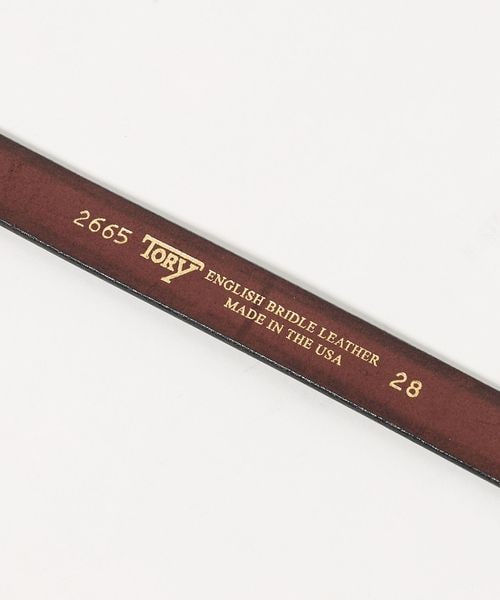 2665 TORY ENGLISH BRIDLE LEATHER
MADE IN THE USA
28